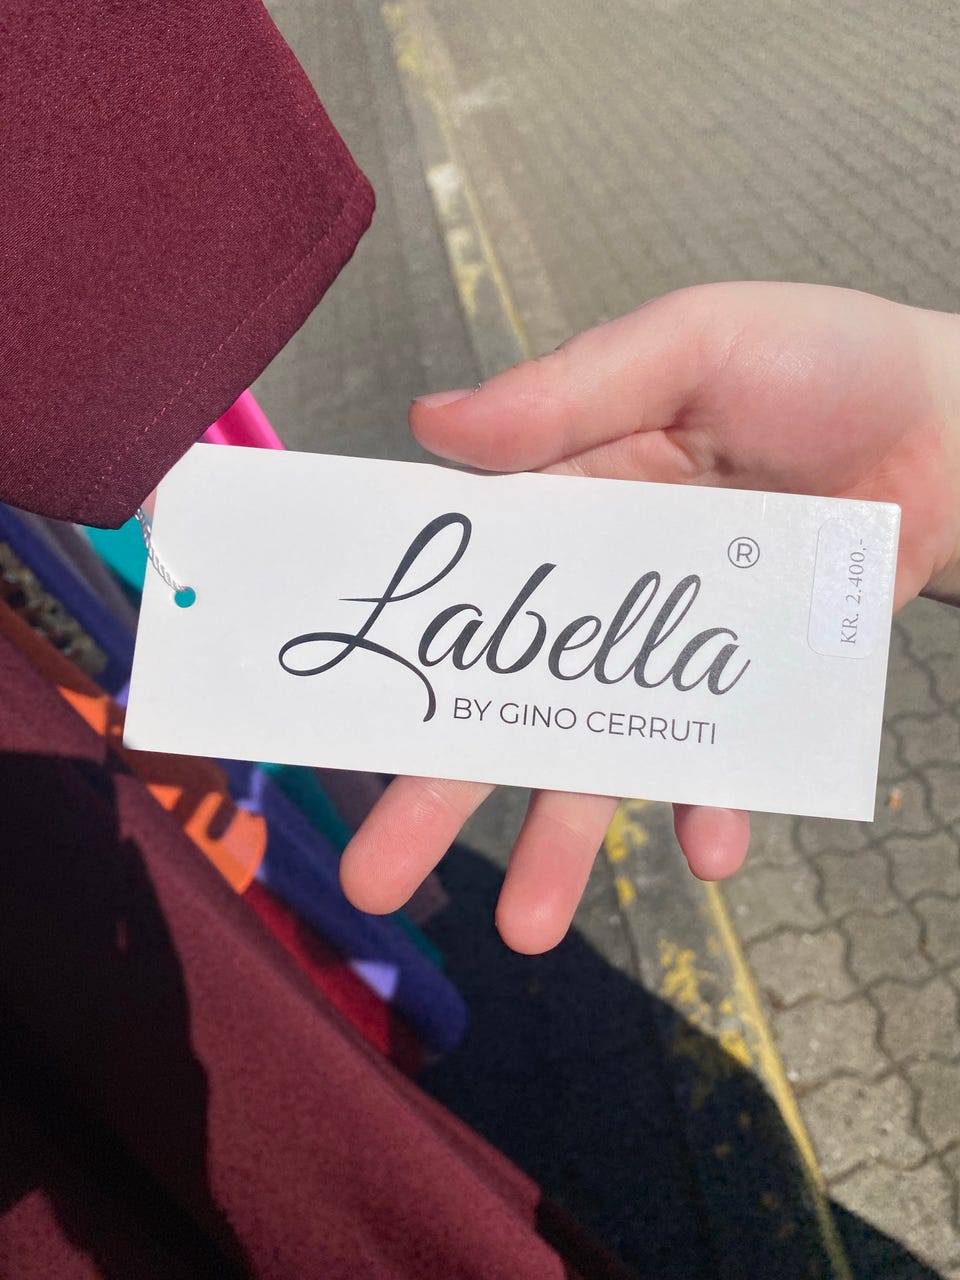 Labella
®
BY GINO CERRUTI
KR. 2.400,-